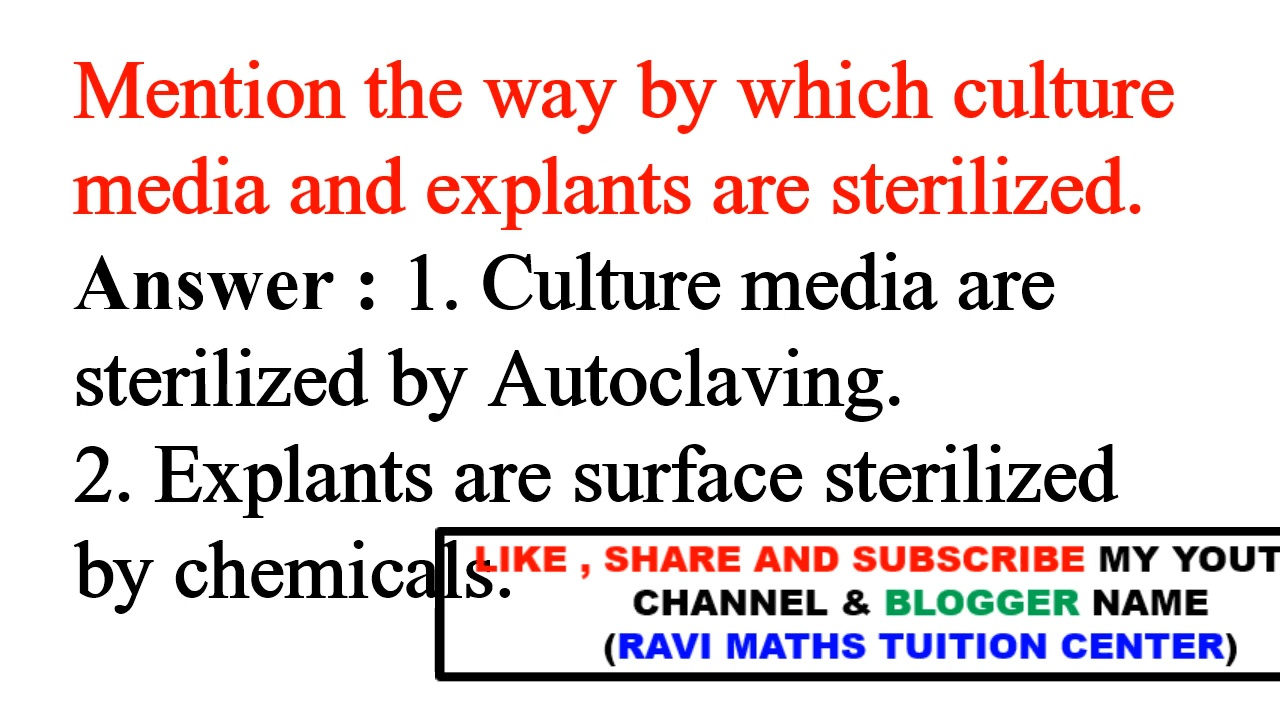 Mention the way by which culture
media and explants are sterilized.
Answer : 1. Culture media are
sterilized by Autoclaving.
2. Explants are surface sterilized
by chemicals.
LIKE , SHARE AND SUBSCRIBE MY YOUT
CHANNEL & BLOGGER NAME
(RAVI MATHS TUITION CENTER)